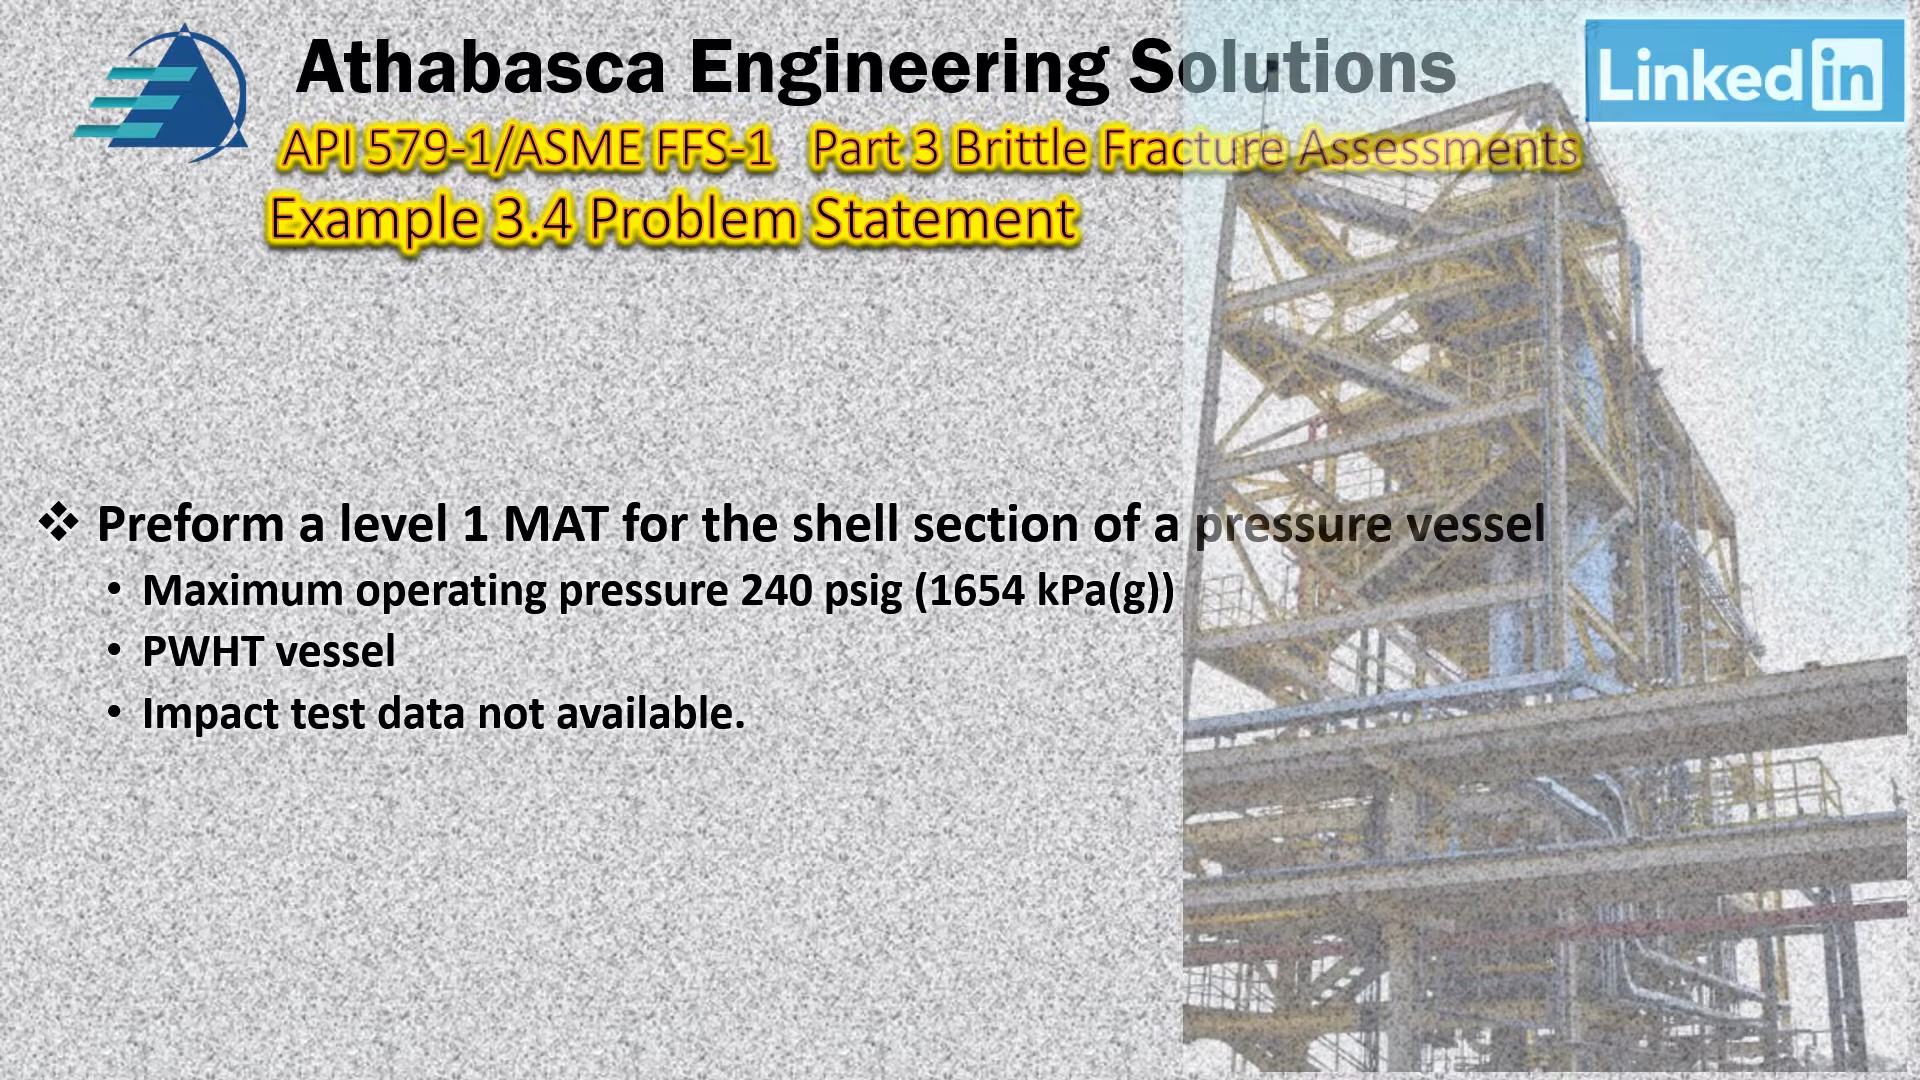 Athabasca Engineering Solutions
Linked in
API 579-1/ASME FFS-1 Part 3 Brittle Fracture Assessments
Example 3.4 Problem Statement
❖ Preform a level 1 MAT for the shell section of a pressure vessel
• Maximum operating pressure 240 psig (1654 kPa(g))
• PWHT vessel
• Impact test data not available.